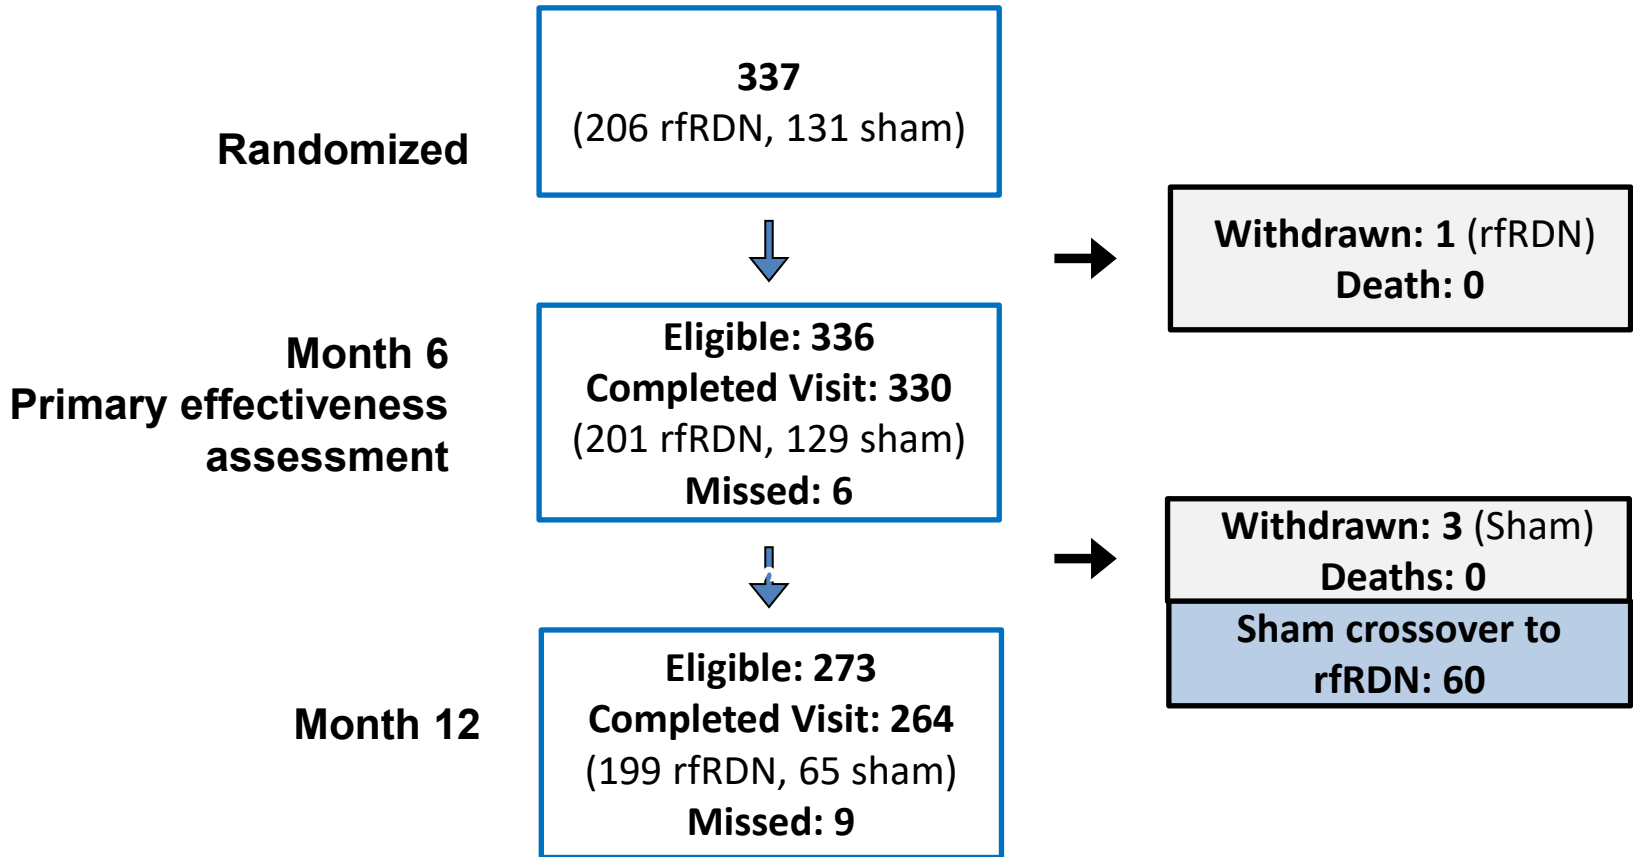 337
(206 rfRDN, 131 sham)
Randomized
Withdrawn: 1 (rfRDN)
Death: 0
Month 6
Primary effectiveness
assessment
Eligible: 336
Completed Visit: 330
(201 rfRDN, 129 sham)
Missed: 6
Withdrawn: 3 (Sham)
Deaths: 0
Sham crossover to
rfRDN: 60
Month 12
Eligible: 273
Completed Visit: 264
(199 rfRDN, 65 sham)
Missed: 9